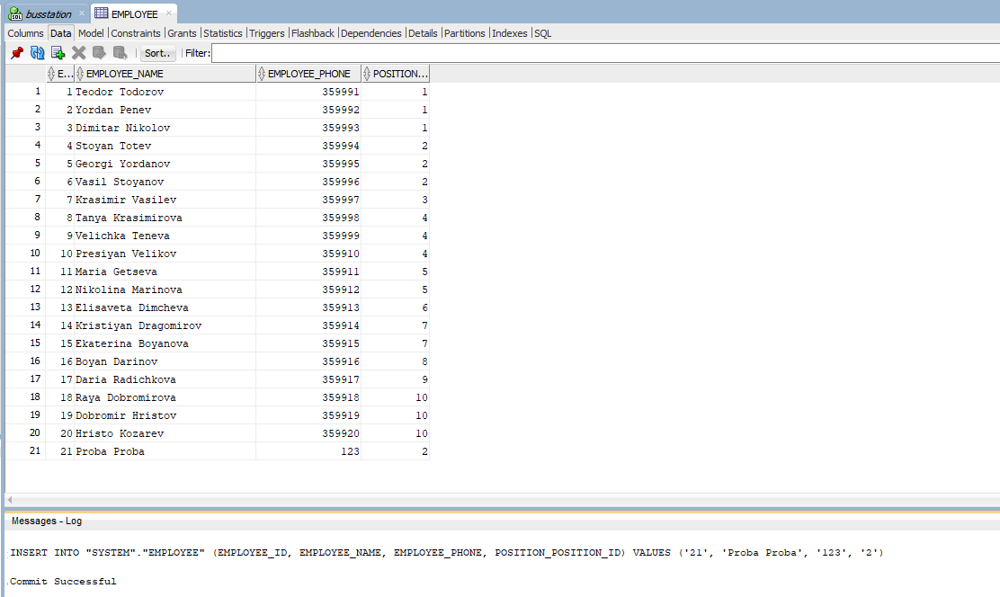 SQL busstation × EMPLOYEE ×
Columns Data Model Constraints Grants Statistics Triggers Flashback Dependencies Details Partitions Indexes SQL
Sort.. Filter:
E... EMPLOYEE_NAME EMPLOYEE_PHONE POSITION...
1 1 Teodor Todorov 359991 1
2 2 Yordan Penev 359992 1
3 3 Dimitar Nikolov 359993 1
4 4 Stoyan Totev 359994 2
5 5 Georgi Yordanov 359995 2
6 6 Vasil Stoyanov 359996 2
7 7 Krasimir Vasilev 359997 3
8 8 Tanya Krasimirova 359998 4
9 9 Velichka Teneva 359999 4
10 10 Presiyan Velikov 359910 4
11 11 Maria Getseva 359911 5
12 12 Nikolina Marinova 359912 5
13 13 Elisaveta Dimcheva 359913 6
14 14 Kristiyan Dragomirov 359914 7
15 15 Ekaterina Boyanova 359915 7
16 16 Boyan Darinov 359916 8
17 17 Daria Radichkova 359917 9
18 18 Raya Dobromirova 359918 10
19 19 Dobromir Hristov 359919 10
20 20 Hristo Kozarev 359920 10
21 21 Proba Proba 123 2
Messages - Log
INSERT INTO "SYSTEM"."EMPLOYEE" (EMPLOYEE_ID, EMPLOYEE_NAME, EMPLOYEE_PHONE, POSITION_POSITION_ID) VALUES ('21', 'Proba Proba', '123', '2')
Commit Successful